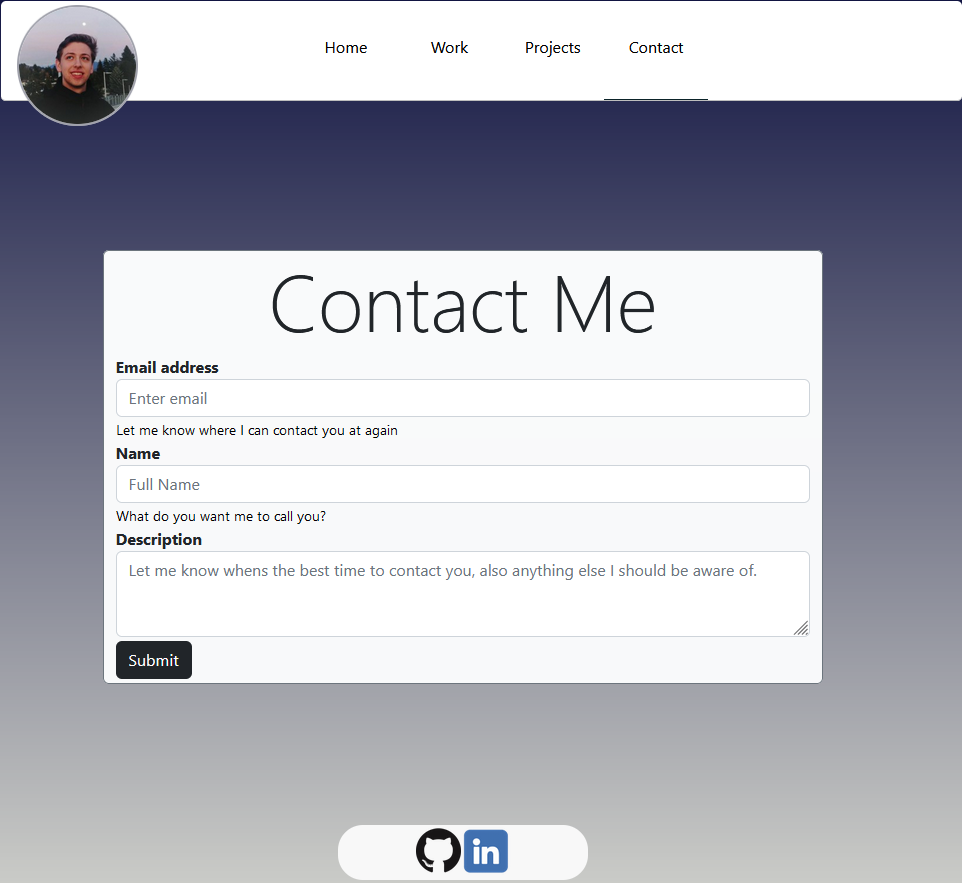 Home Work Projects Contact
Contact Me
Email address
Enter email
Let me know where I can contact you at again
Name
Full Name
What do you want me to call you?
Description
Let me know whens the best time to contact you, also anything else I should be aware of.
Submit
in